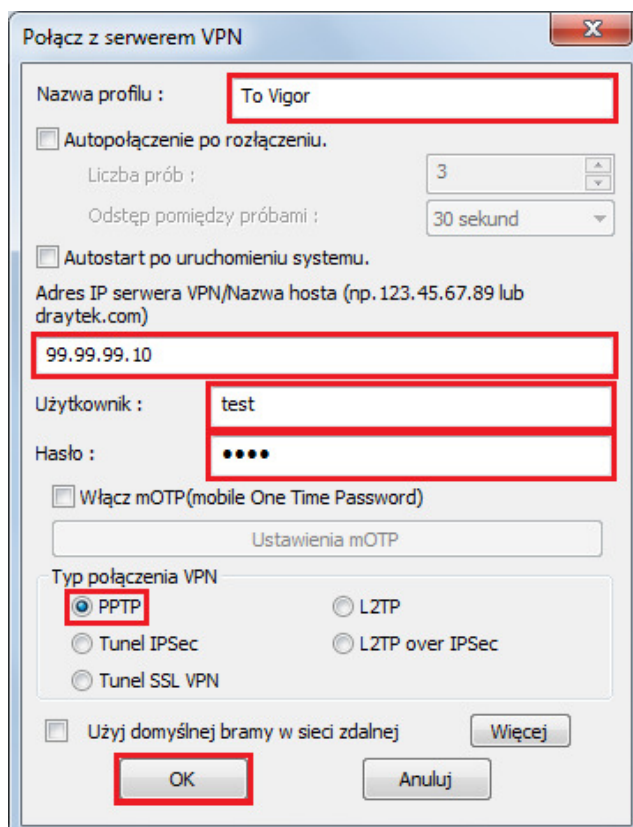 Połącz z serwerem VPN
Nazwa profilu : To Vigor
Autopołączenie po rozłączeniu.
Liczba prób : 3
Odstęp pomiędzy próbami : 30 sekund
Autostart po uruchomieniu systemu.
Adres IP serwera VPN/Nazwa hosta (np.123.45.67.89 lub
draytek.com)
99.99.99.10
Użytkownik : test
Hasło : ••••
Włącz mOTP(mobile One Time Password)
Ustawienia mOTP
Typ połączenia VPN
PPTP L2TP
Tunel IPSec L2TP over IPSec
Tunel SSL VPN
Użyj domyślnej bramy w sieci zdalnej Więcej
OK Anuluj